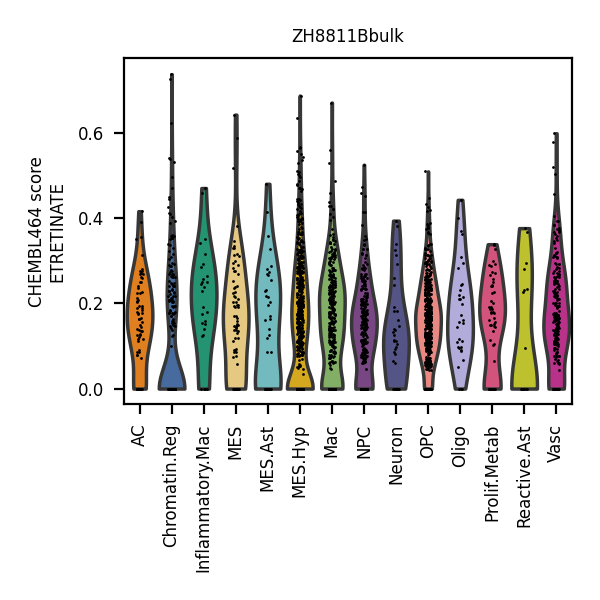 ZH8811Bbulk
CHEMBL464 score
ETRETINATE
0.6
0.4
0.2
0.0
AC
Chromatin.Reg
Inflammatory.Mac
MES
MES.Ast
MES.Hyp
Mac
NPC
Neuron
OPC
Oligo
Prolif.Metab
Reactive.Ast
Vasc